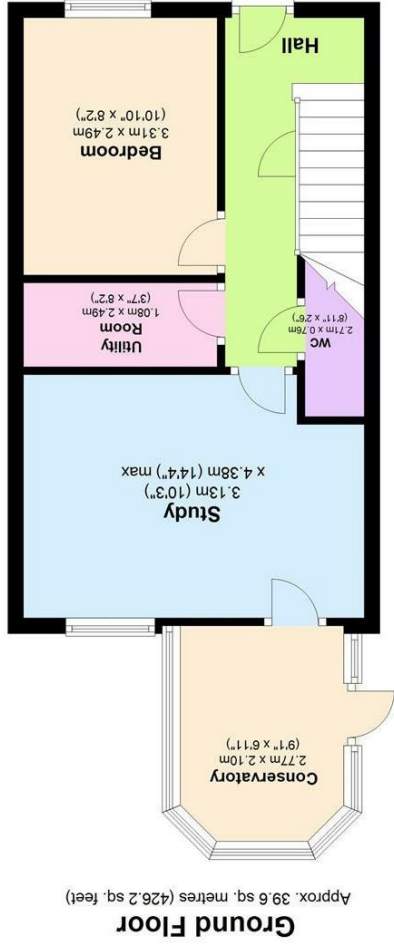 Ground Floor
Approx. 39.6 sq. metres (426.2 sq. feet)
Conservatory
2.77m x 2.10m
(9'1" x 6'11")
Study
3.13m (10'3")
x 4.38m (14'4") max
WC
2.71m x 0.76m
(8'11" x 2'6")
Utility
Room
1.08m x 2.49m
(3'7" x 8'2")
Bedroom
3.31m x 2.49m
(10'10" x 8'2")
Hall